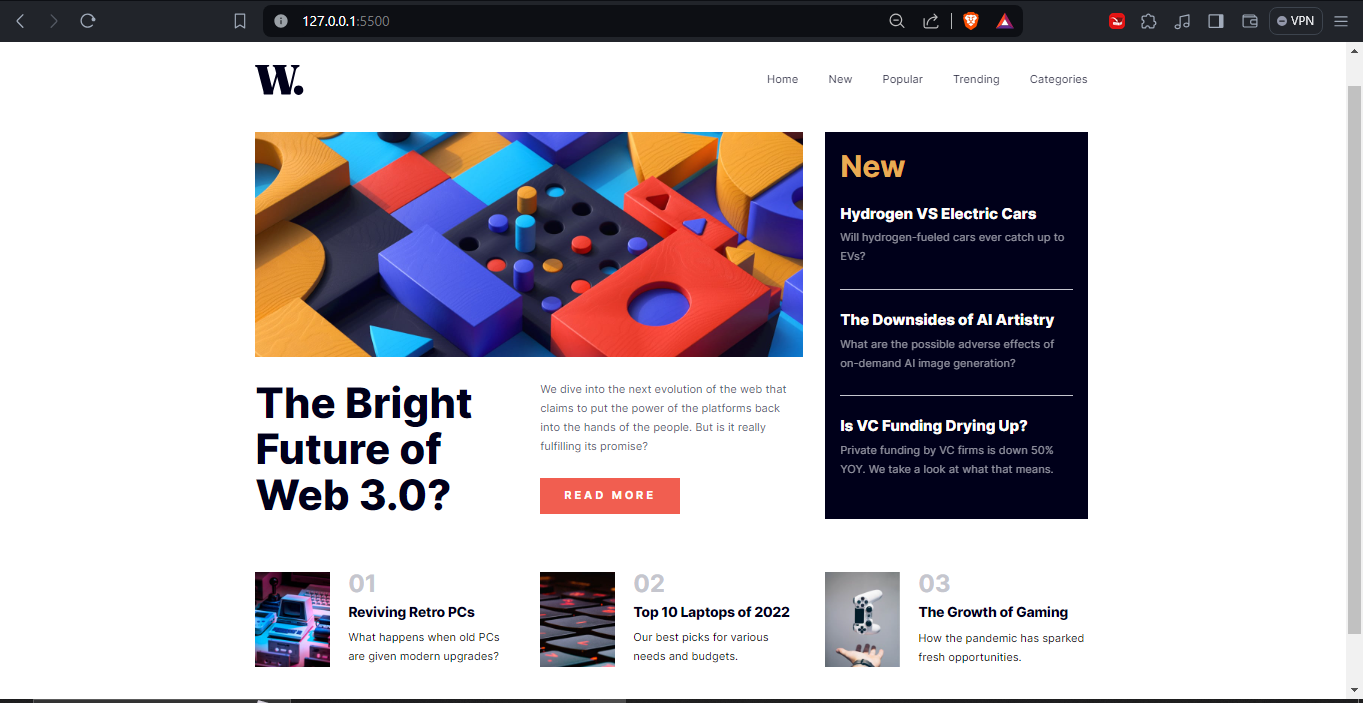 127.0.0.1:5500
VPN
W.
Home New Popular Trending Categories
The Bright
Future of
Web 3.0?
We dive into the next evolution of the web that
claims to put the power of the platforms back
into the hands of the people. But is it really
fulfilling its promise?
READ MORE
New
Hydrogen VS Electric Cars
Will hydrogen-fueled cars ever catch up to
EVs?
The Downsides of AI Artistry
What are the possible adverse effects of
on-demand AI image generation?
Is VC Funding Drying Up?
Private funding by VC firms is down 50%
YOY. We take a look at what that means.
01
Reviving Retro PCs
What happens when old PCs
are given modern upgrades?
02
Top 10 Laptops of 2022
Our best picks for various
needs and budgets.
03
The Growth of Gaming
How the pandemic has sparked
fresh opportunities.